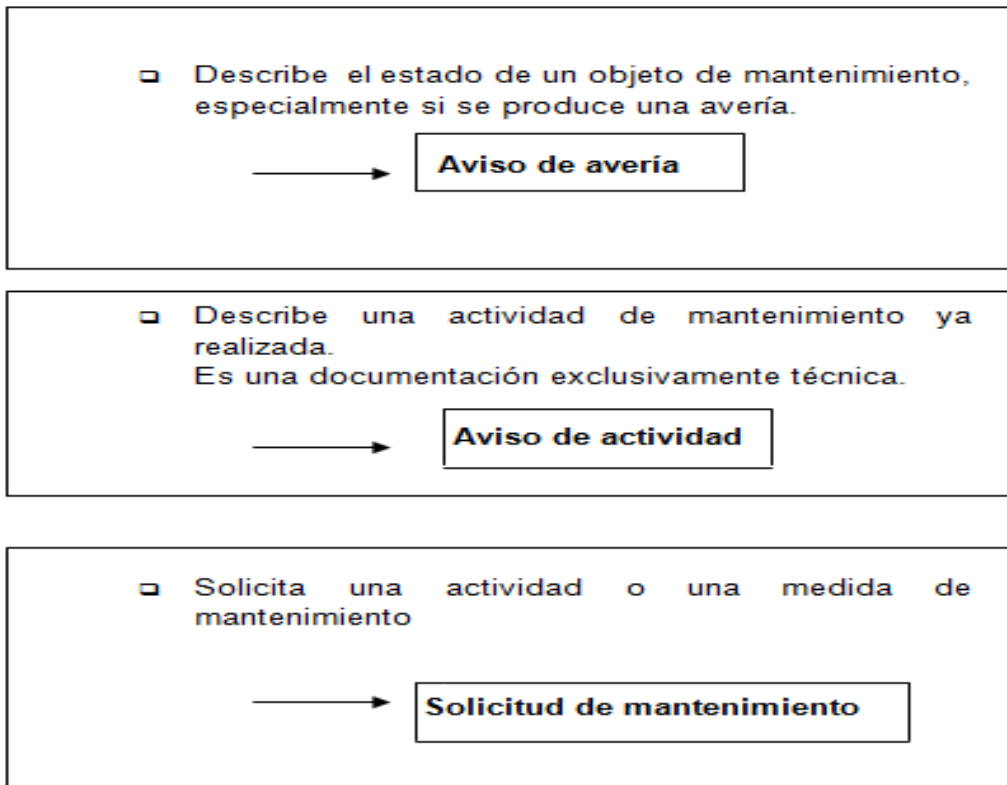 Describe el estado de un objeto de mantenimiento,
especialmente si se produce una avería.
Aviso de avería
Describe una actividad de mantenimiento ya
realizada.
Es una documentación exclusivamente técnica.
Aviso de actividad
Solicita una actividad o una medida de
mantenimiento
Solicitud de mantenimiento